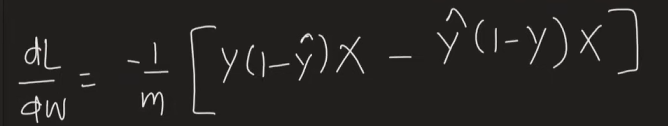 dL/dW = -1/m [y(1-ŷ)x - ŷ(1-y)x]